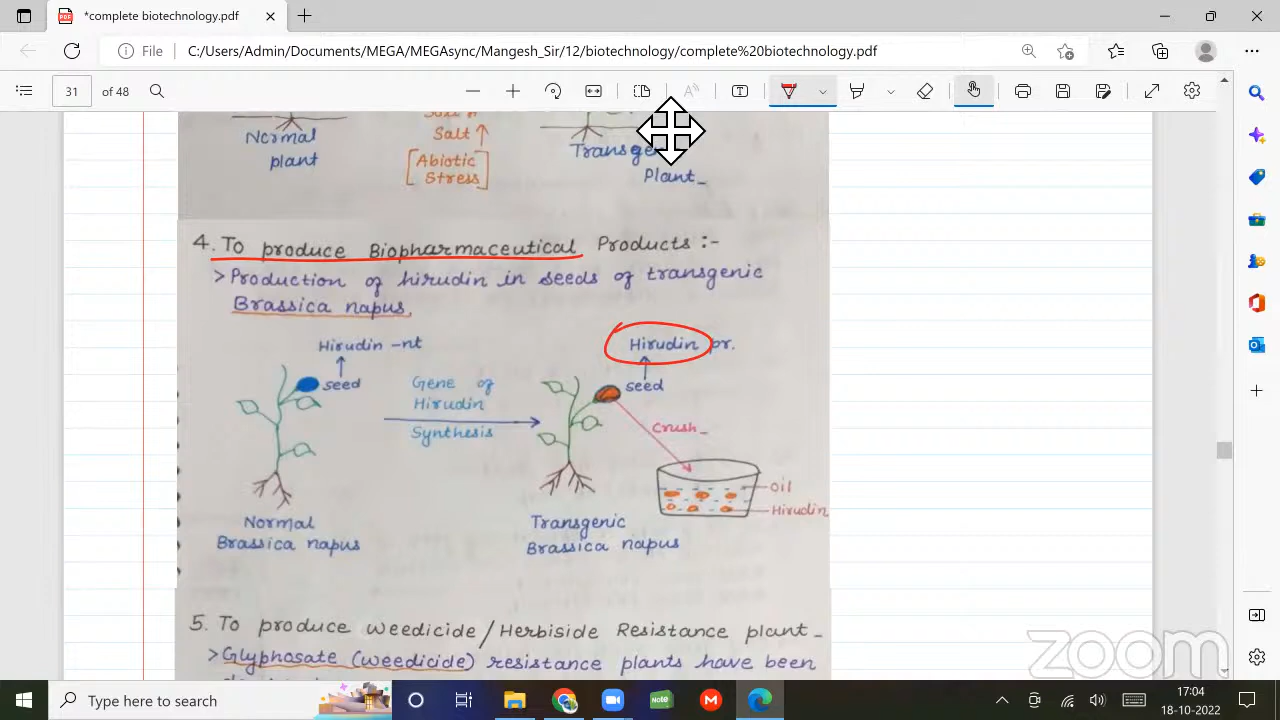 *complete biotechnology.pdf
File
C:/Users/Admin/Documents/MEGA/MEGAsync/Mangesh_Sir/12/biotechnology/complete%20biotechnology.pdf
31 of 48
Normal
plant
Salt ↑
[Abiotic
Stress]
Plant_
4. To produce Biopharmaceutical Products :-
> Production of hirudin in seeds of transgenic
Brassica napus.
Hirudin -nt
seed
Gene of
Hirudin
Synthesis
Hirudin pr.
seed
Crush_
Oil
Hirudin
Normal
Brassica napus
Transgenic
Brassica napus
5. To produce weedicide/Herbiside Resistance plant_
> Glyphosate (weedicide) resistance plants have been
zoom
Type here to search
Note
17:04
18-10-2022